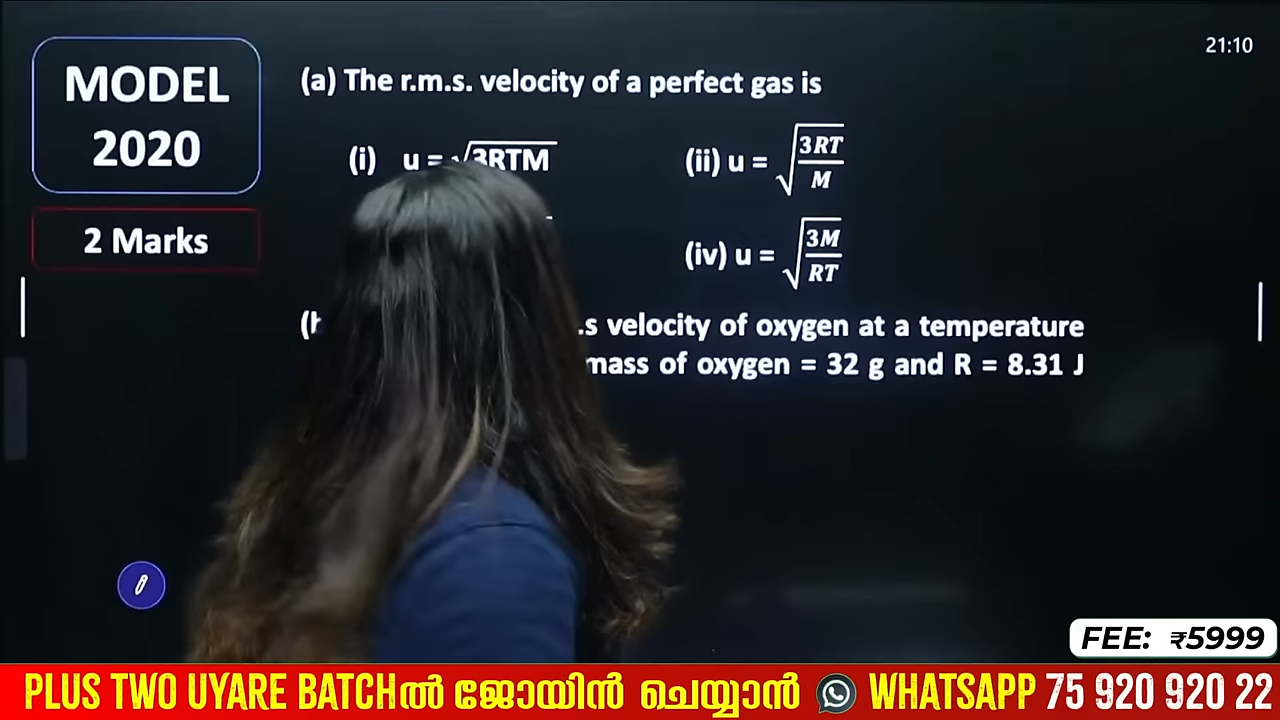 21:10
MODEL
2020
2 Marks
(a) The r.m.s. velocity of a perfect gas is
(i) u = √3RTM
(ii) u = √3RT/M
(iv) u = √3M/RT
velocity of oxygen at a temperature
mass of oxygen = 32 g and R = 8.31 J
FEE: ₹5999
PLUS TWO UYARE BATCHൽ ജോയിൻ ചെയ്യാൻ WHATSAPP 75 920 920 22